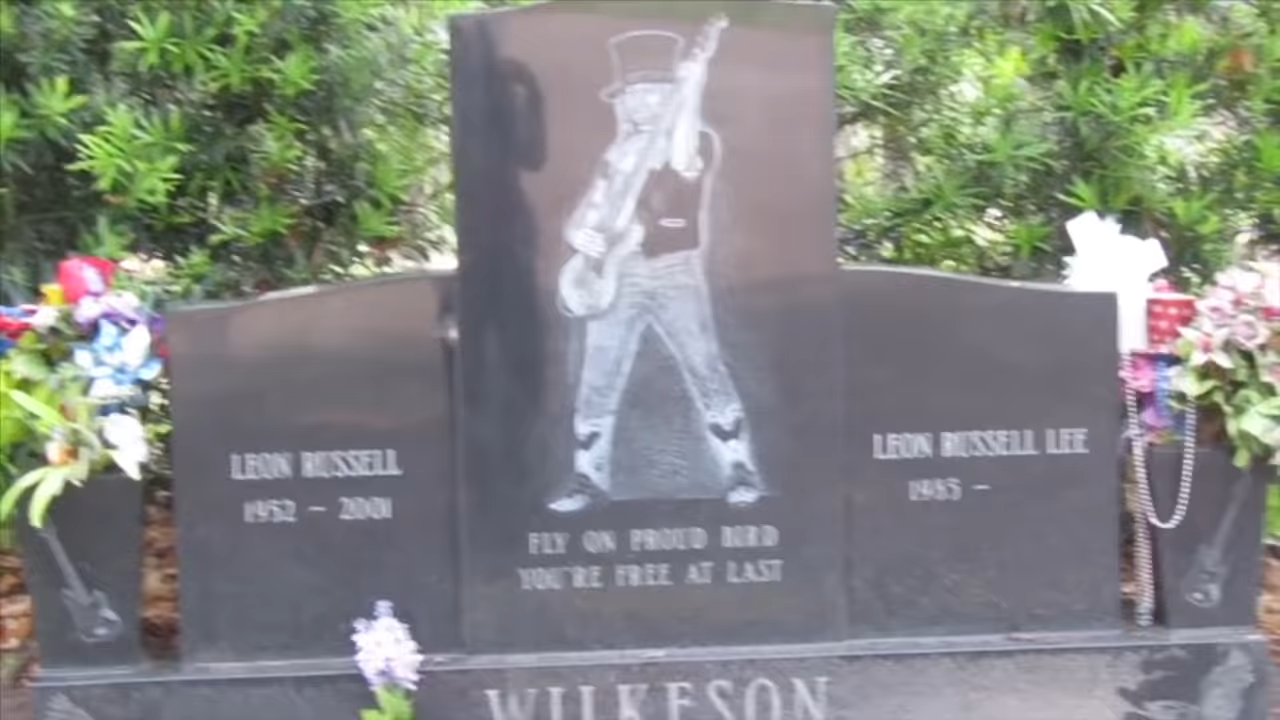 LEON RUSSELL
1952 - 2001
FLY ON PROUD BIRD
YOU'RE FREE AT LAST
LEON RUSSELL LEE
1985 -
WILKESON